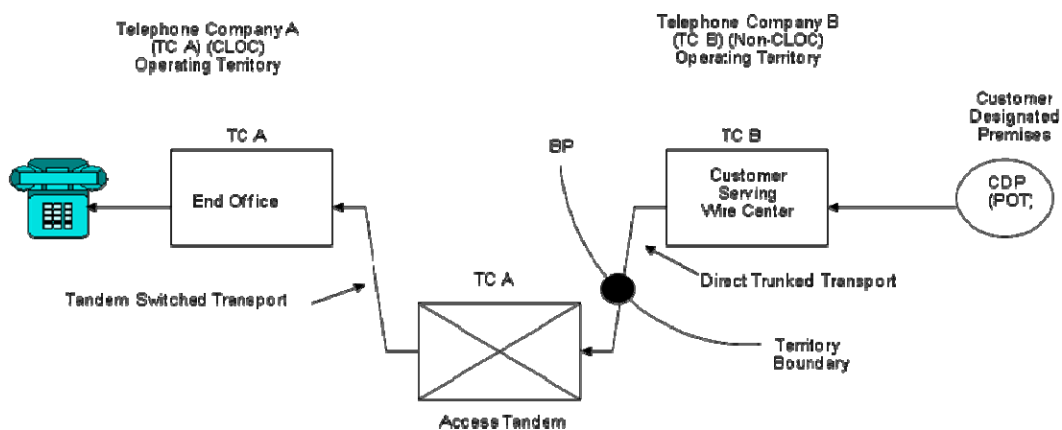 Telephone Company A
(TC A) (CLOC)
Operating Territory
Telephone Company B
(TC B) (Non-CLOC)
Operating Territory
Customer
Designated
Premises
TC A
BP
TC B
End Office
Customer
Serving
Wire Center
CDP
(POT;
Tandem Switched Transport
TC A
Direct Trunked Transport
Territory
Boundary
Access Tandem